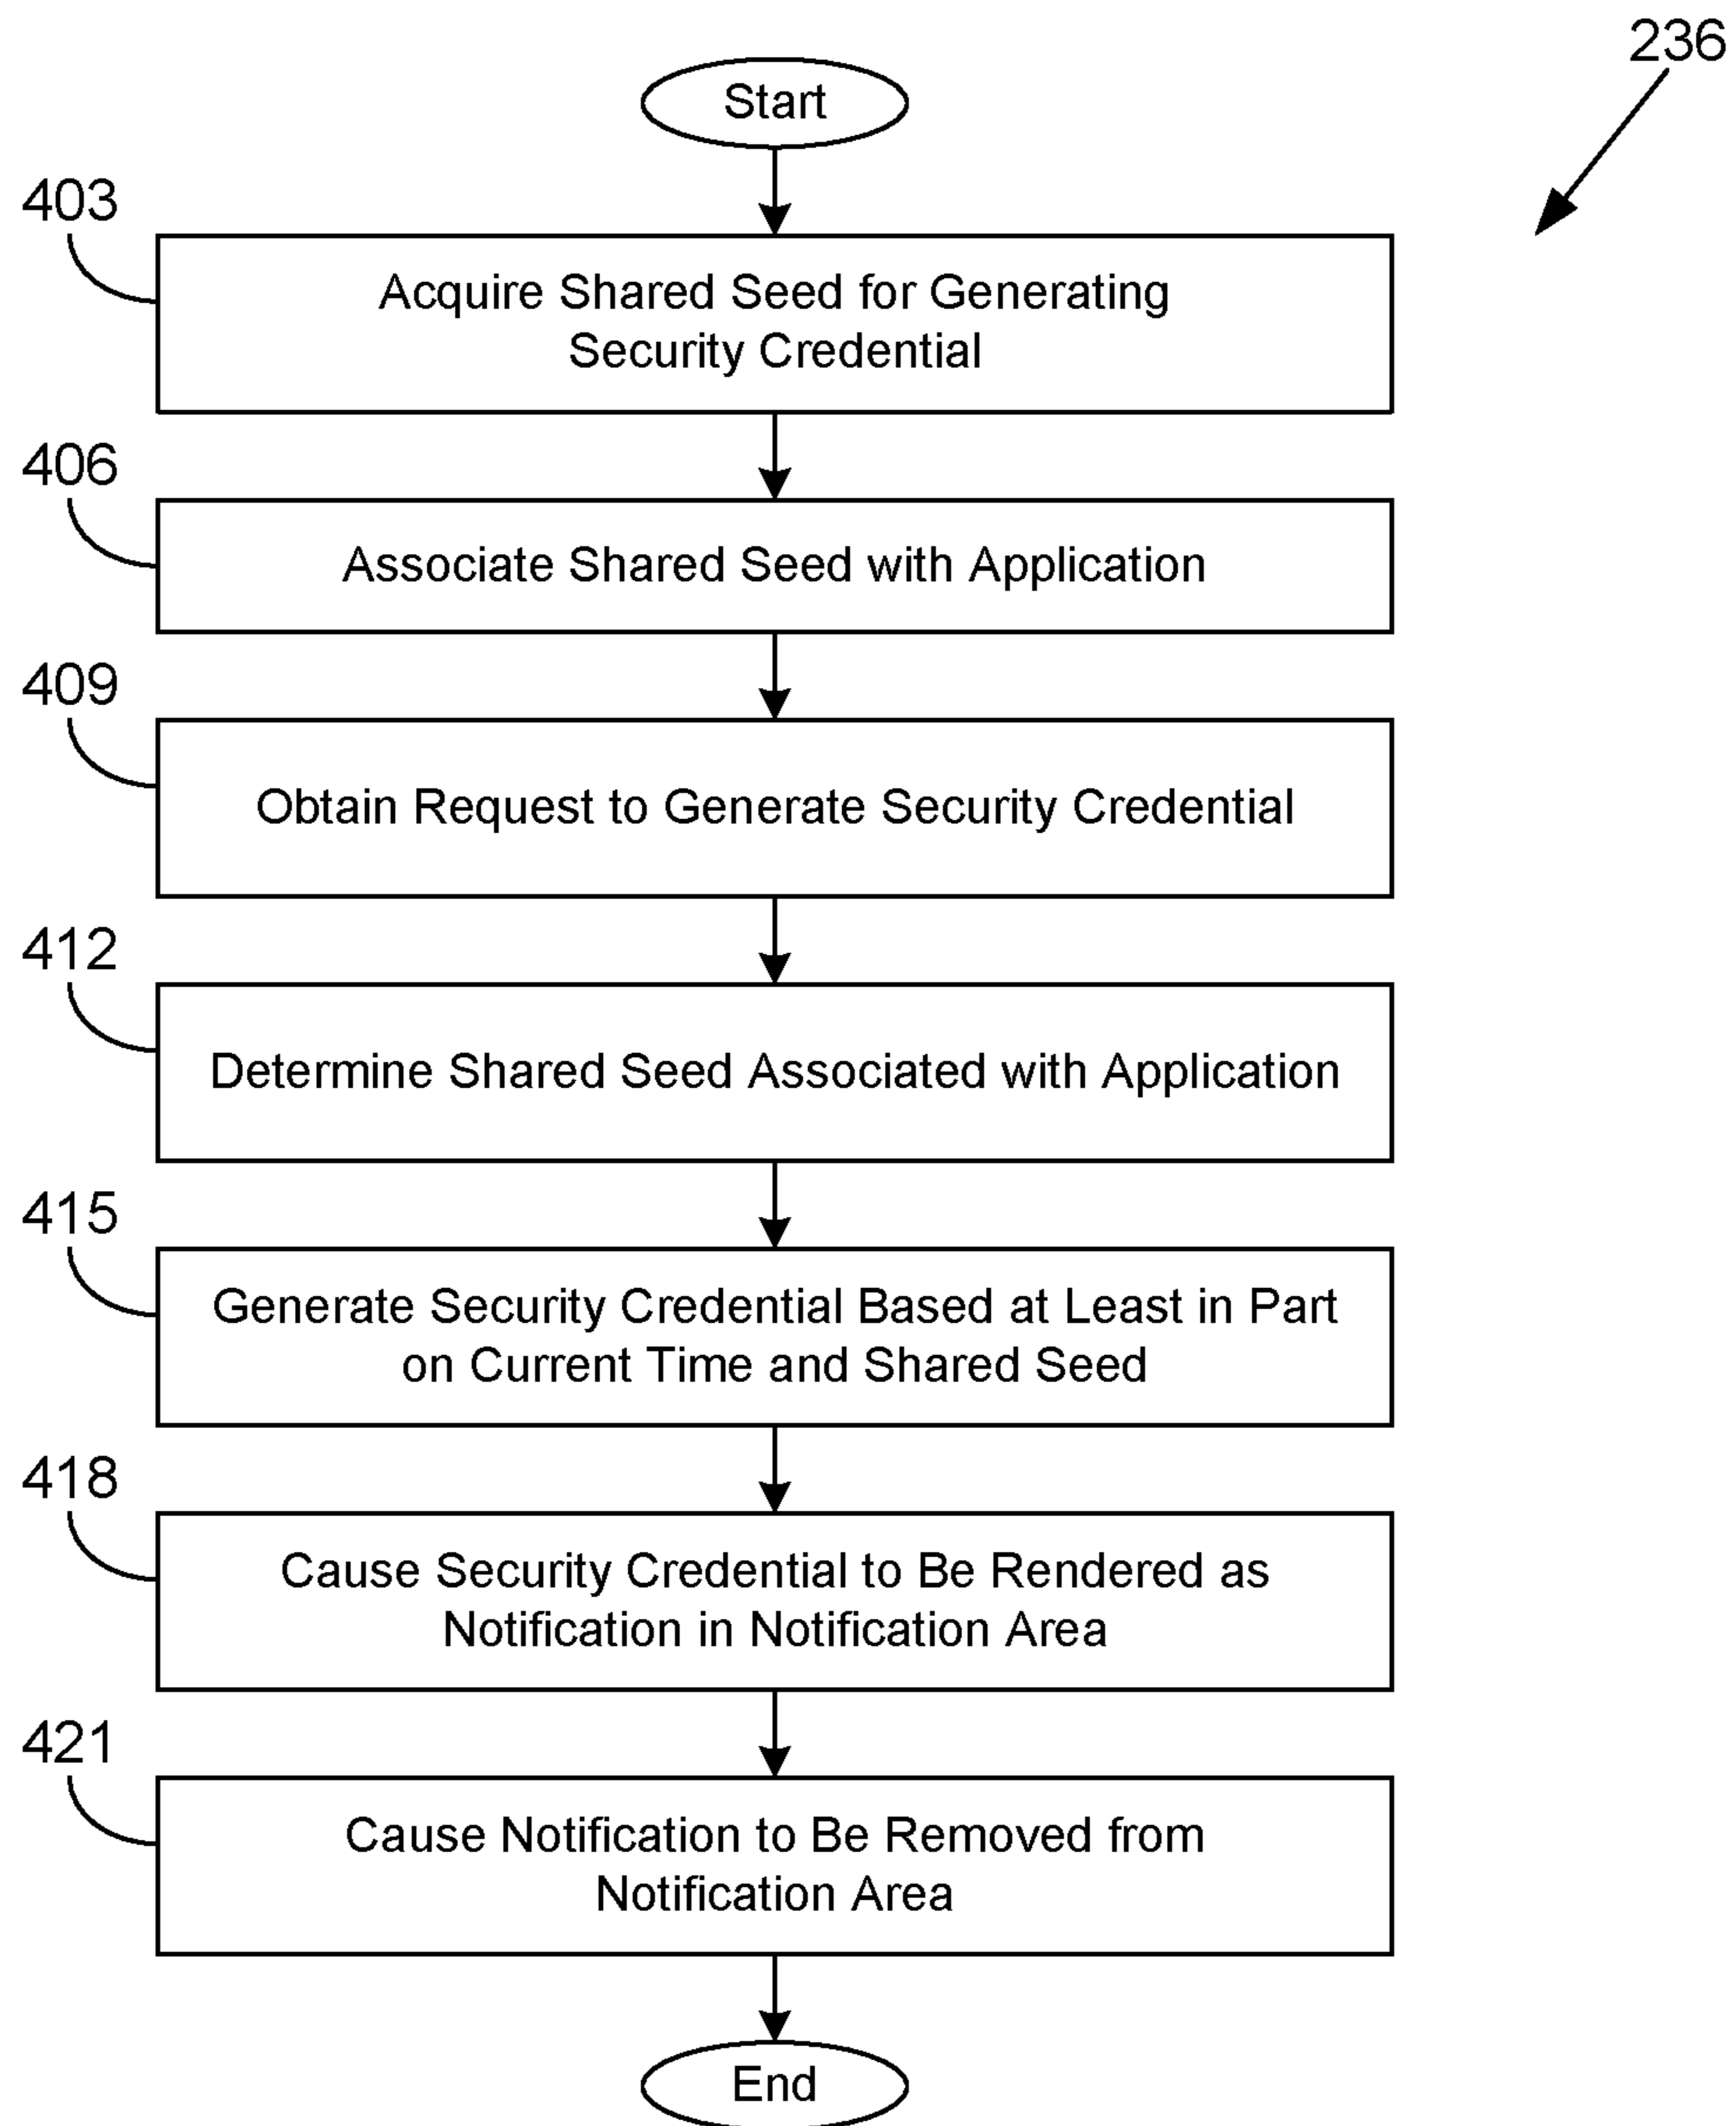 236
Start
403
Acquire Shared Seed for Generating
Security Credential
406
Associate Shared Seed with Application
409
Obtain Request to Generate Security Credential
412
Determine Shared Seed Associated with Application
415
Generate Security Credential Based at Least in Part
on Current Time and Shared Seed
418
Cause Security Credential to Be Rendered as
Notification in Notification Area
421
Cause Notification to Be Removed from
Notification Area
End